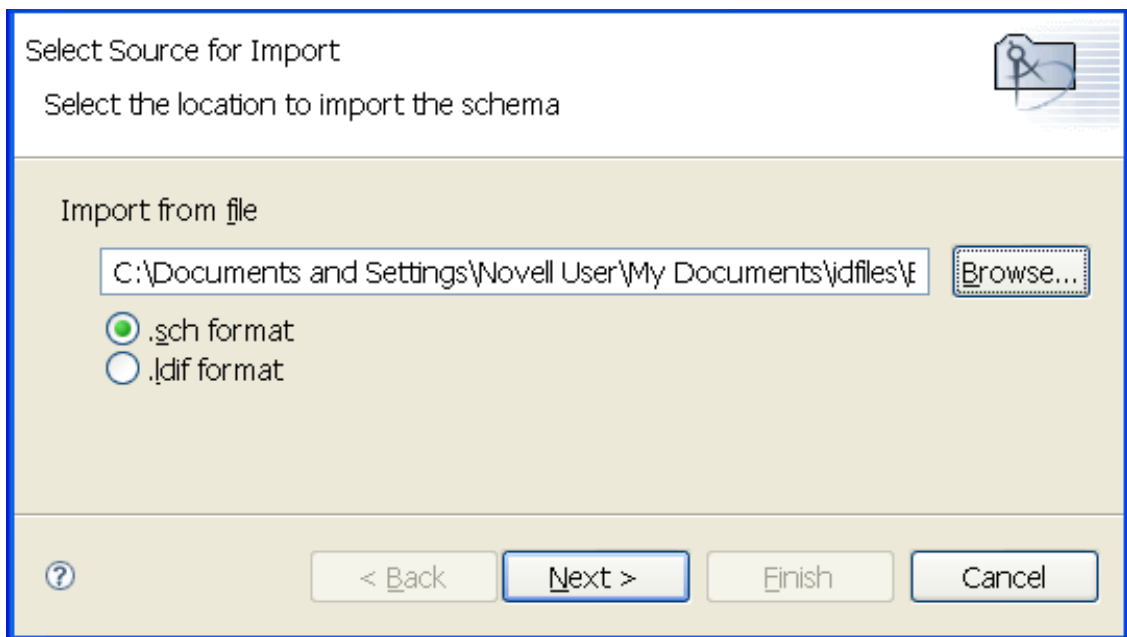 Select Source for Import
Select the location to import the schema
Import from file
C:\Documents and Settings\Novell User\My Documents\idfiles\E
Browse...
.sch format
.ldif format
?
< Back
Next >
Finish
Cancel